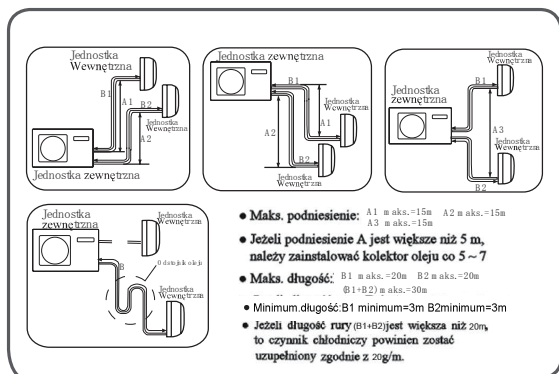 Jednostka
Wewnętrzna
B1
A1
B2
Jednostka
Wewnętrzna
A2
Jednostka zewnętrzna
Jednostka zewnętrzna
B1
A1
A2
Jednostka
Wewnętrzna
B2
Jednostka
Wewnętrzna
Jednostka
Wewnętrzna
B1
Jednostka
zewnętrzna
A3
B2
Jednostka
Wewnętrzna
Jednostka
zewnętrzna
Jednostka
Wewnętrzna
B
Odstojnik oleju
Jednostka
Wewnętrzna
● Maks. podniesienie: A1 maks.=15m A2 maks.=15m
A3 maks.=15m
● Jeżeli podniesienie A jest większe niż 5 m,
należy zainstalować kolektor oleju co 5~7
● Maks. długość: B1 maks.=20m B2 maks.=20m
(B1+B2) maks.=30m
● Minimum.długość:B1 minimum=3m B2minimum=3m
● Jeżeli długość rury (B1+B2)jest większa niż 20m,
to czynnik chłodniczy powinien zostać
uzupełniony zgodnie z 20g/m.